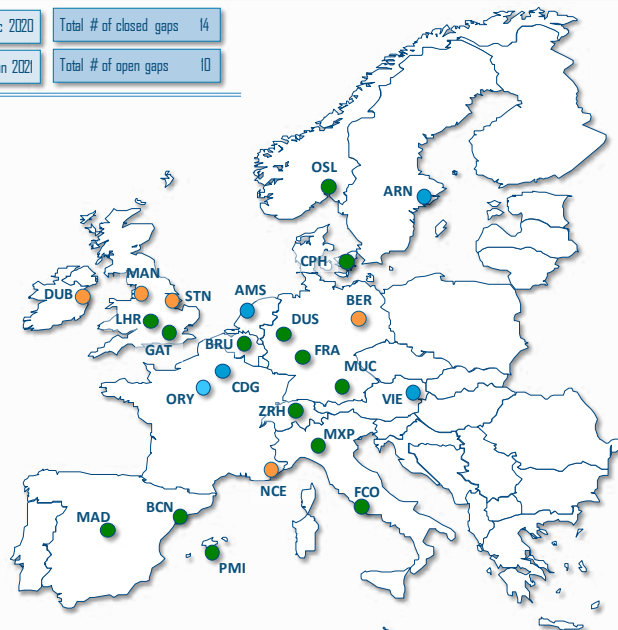 2020
Total # of closed gaps 14
2021
Total # of open gaps 10
OSL
ARN
CPH
MAN
DUB
STN
AMS
BER
LHR
DUS
GAT
BRU
FRA
MUC
CDG
ORY
VIE
ZRH
MXP
NCE
FCO
BCN
MAD
PMI